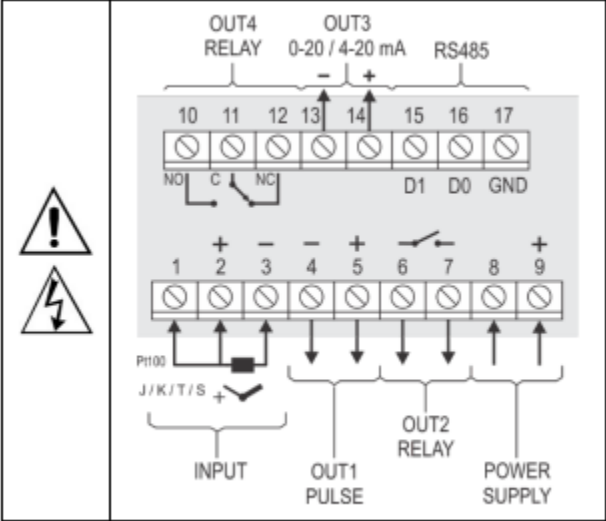 OUT4
RELAY
OUT3
0-20 / 4-20 mA
RS485
− +
10 11 12 13 14 15 16 17
NO C NC D1 D0 GND
+ − − + +
1 2 3 4 5 6 7 8 9
Pt100
J / K / T / S +
INPUT
OUT1
PULSE
OUT2
RELAY
POWER
SUPPLY